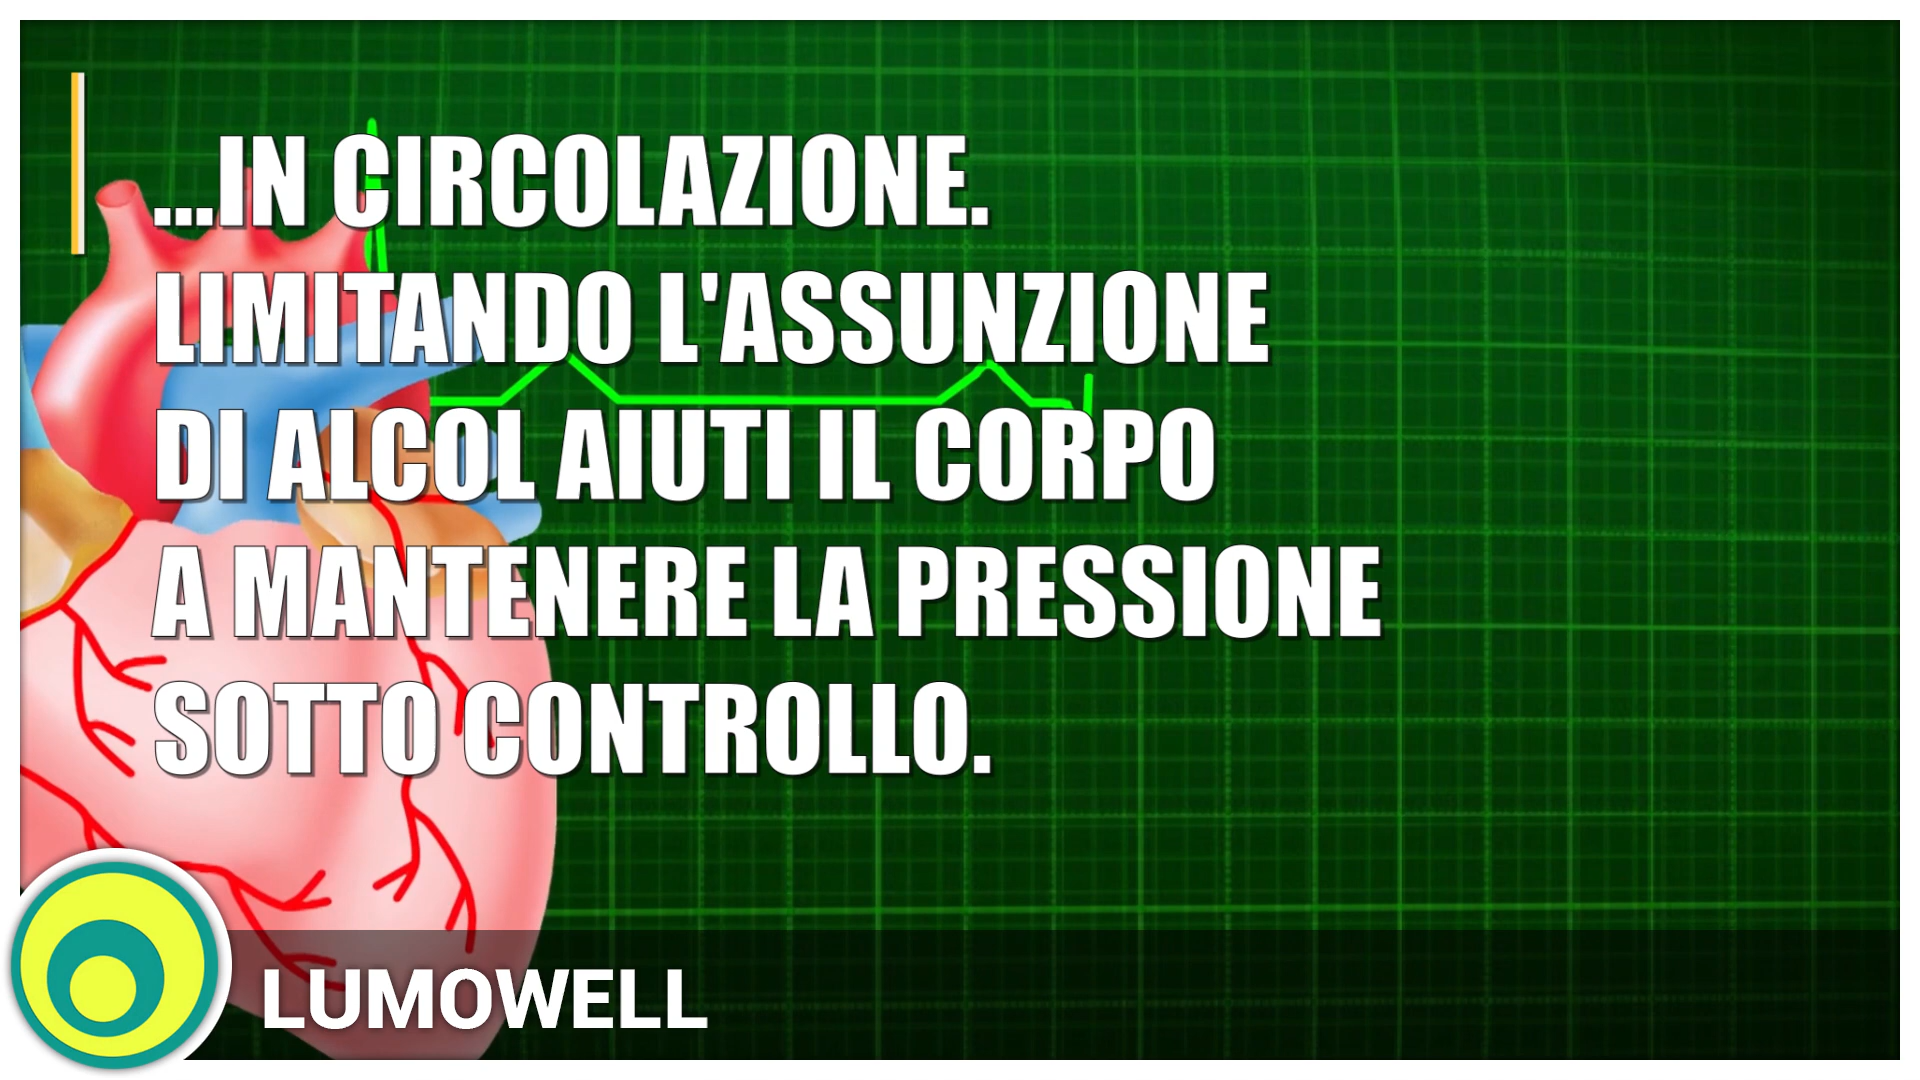 ...IN CIRCOLAZIONE.
LIMITANDO L'ASSUNZIONE
DI ALCOL AIUTI IL CORPO
A MANTENERE LA PRESSIONE
SOTTO CONTROLLO.
LUMOWELL